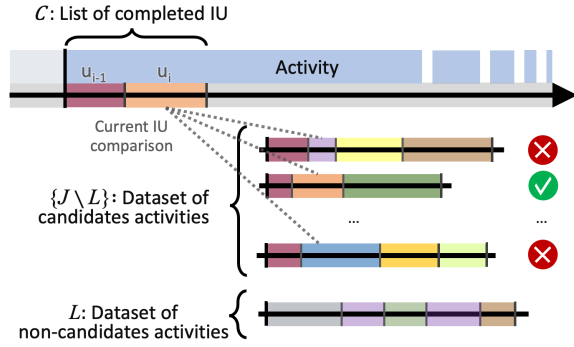 C: List of completed IU
u_{i-1} u_i Activity
Current IU
comparison
{J \ L}: Dataset of
candidates activities
... ...
L: Dataset of
non-candidates activities